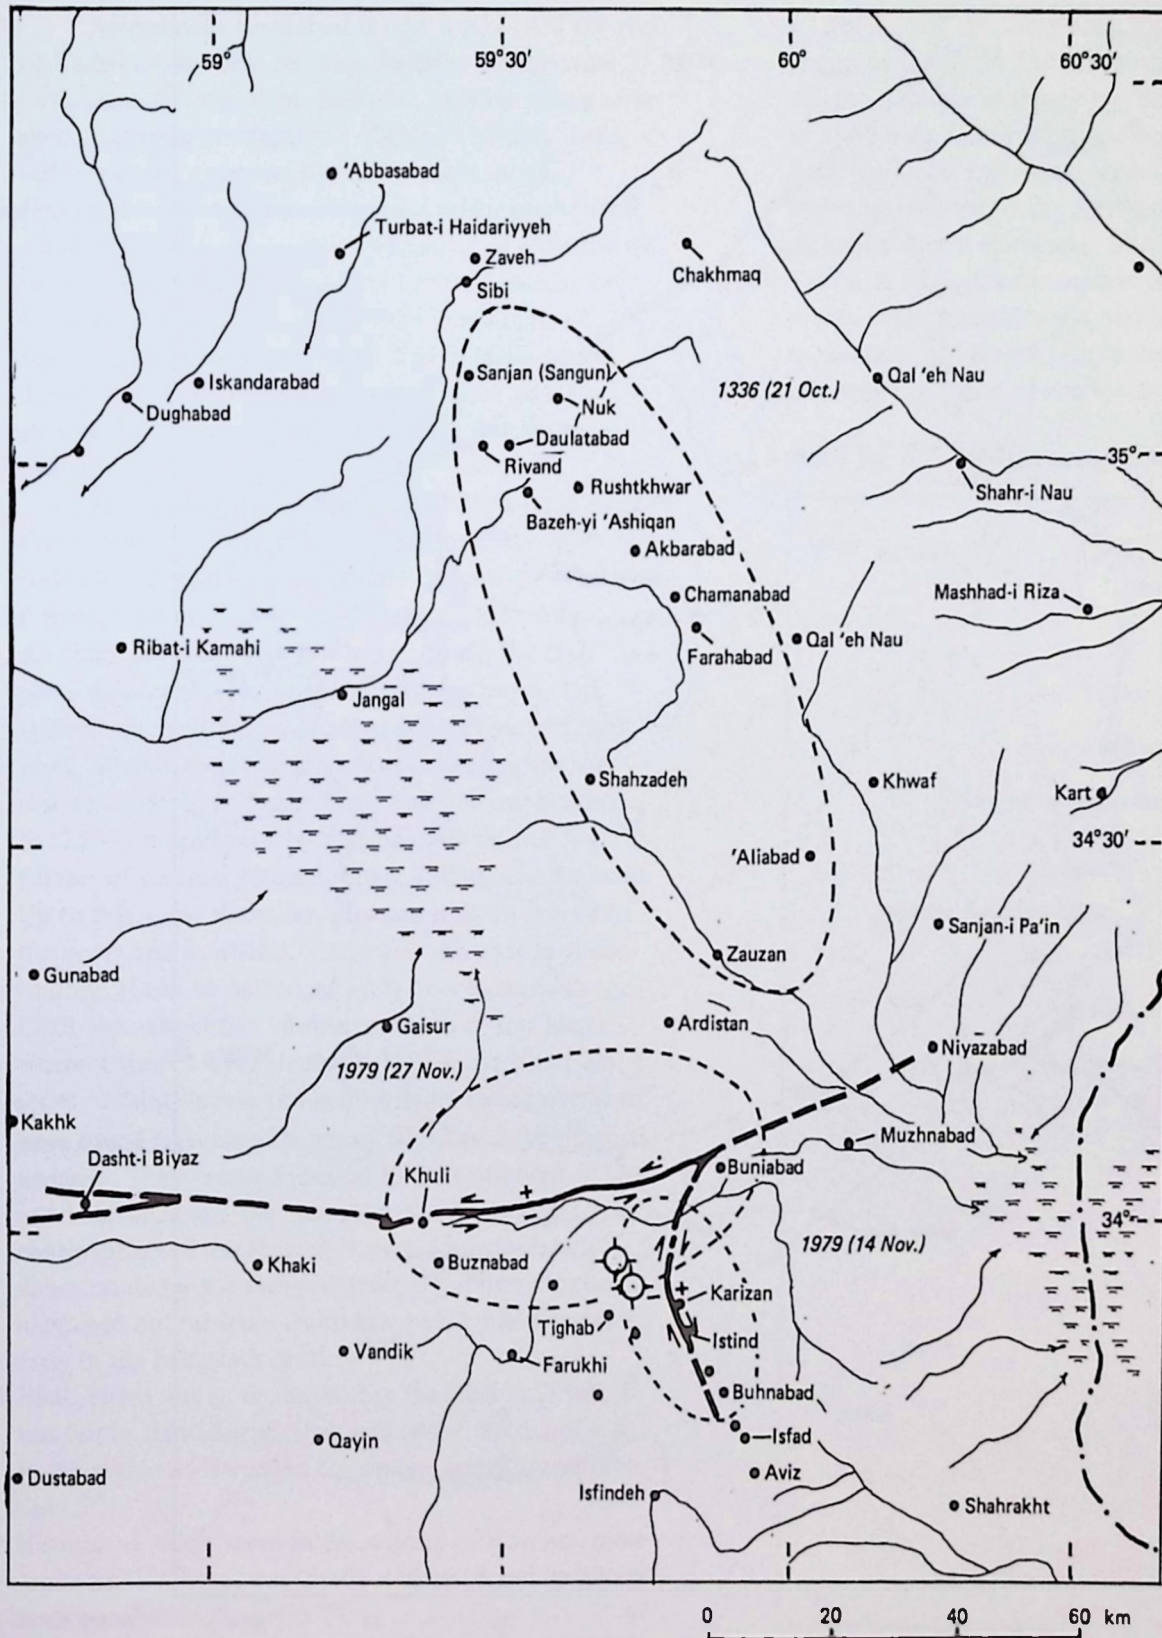 59°
59°30'
60°
60°30'
'Abbasabad
Turbat-i Haidariyyeh
Zaveh
Sibi
Chakhmaq
Sanjan (Sangun)
Iskandarabad
Dughabad
Nuk
1336 (21 Oct.)
Qal 'eh Nau
Daulatabad
Rivand
35°
Rushtkhwar
Shahr-i Nau
Bazeh-yi 'Ashiqan
Akbarabad
Chamanabad
Mashhad-i Riza
Ribat-i Kamahi
Qal 'eh Nau
Farahabad
Jangal
Shahzadeh
Khwaf
Kart
34°30'
'Aliabad
Sanjan-i Pa'in
Zauzan
Gunabad
Gaisur
Ardistan
Niyazabad
1979 (27 Nov.)
Kakhk
Muzhnabad
Dasht-i Biyaz
Khuli
Buniabad
+
34°
1979 (14 Nov.)
Khaki
Buznabad
+
Karizan
Tighab
Istind
Vandik
Farukhi
Buhnabad
Qayin
Isfad
Dustabad
Aviz
Isfindeh
Shahrakht
0 20 40 60 km